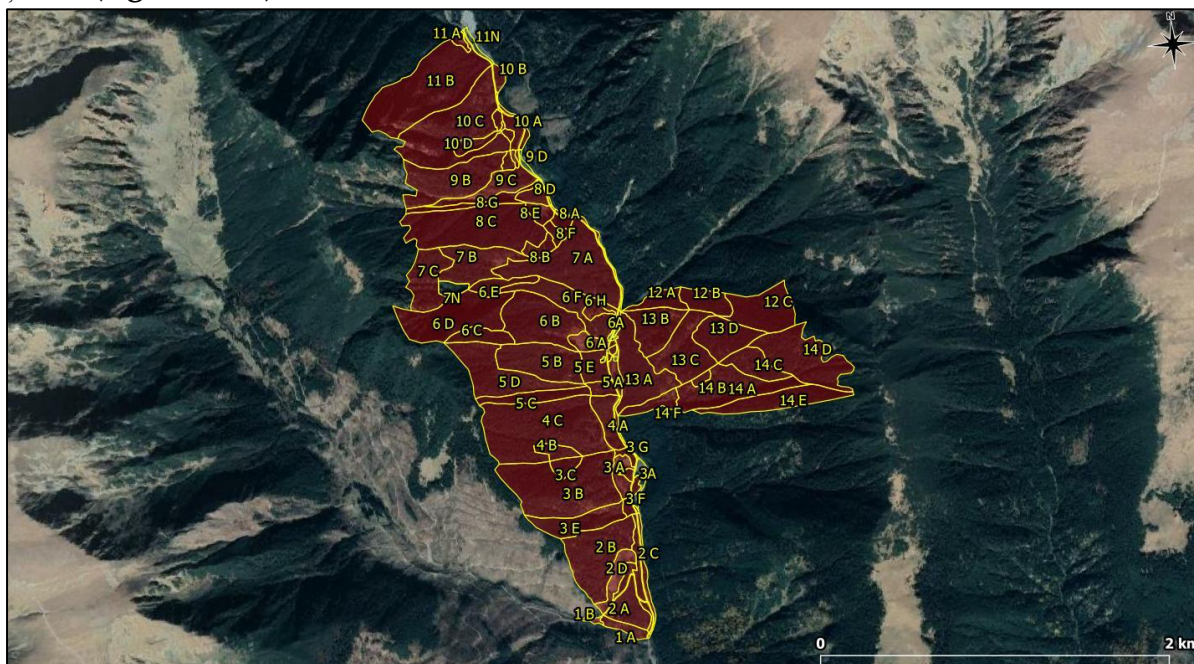 11 A
11N
N
10 B
11 B
10 C
10 A
10 D
9 D
9 B
9 C
8 D
8 G
8 E
8 A
8 C
8 F
7 B
8 B
7 A
7 C
7N
6 E
6 F
6 H
12 A
12 B
12 C
6 D
6 C
6 B
6A
13 B
13 D
6 A
14 D
5 B
5 E
13 C
14 C
5 D
5 A
13 A
14 B
14 A
5 C
14 E
14 F
4 C
4 A
4 B
3 G
3 C
3 A
3A
3 B
3 F
3 E
2 B
2 C
2 D
1 B
2 A
1 A
0
2 km